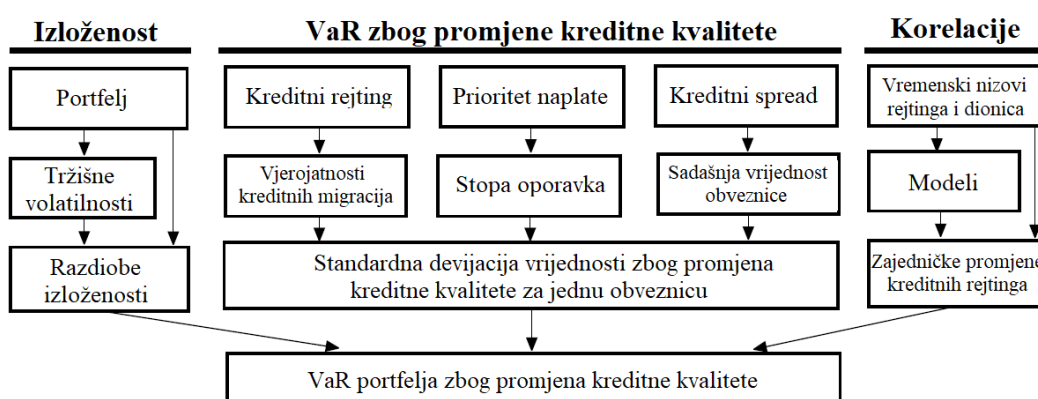 Izloženost
VaR zbog promjene kreditne kvalitete
Korelacije
Portfelj
Kreditni rejting
Prioritet naplate
Kreditni spread
Vremenski nizovi
rejtinga i dionica
Tržišne
volatilnosti
Vjerojatnosti
kreditnih migracija
Stopa oporavka
Sadašnja vrijednost
obveznice
Modeli
Razdiobe
izloženosti
Standardna devijacija vrijednosti zbog promjena
kreditne kvalitete za jednu obveznicu
Zajedničke promjene
kreditnih rejtinga
VaR portfelja zbog promjena kreditne kvalitete